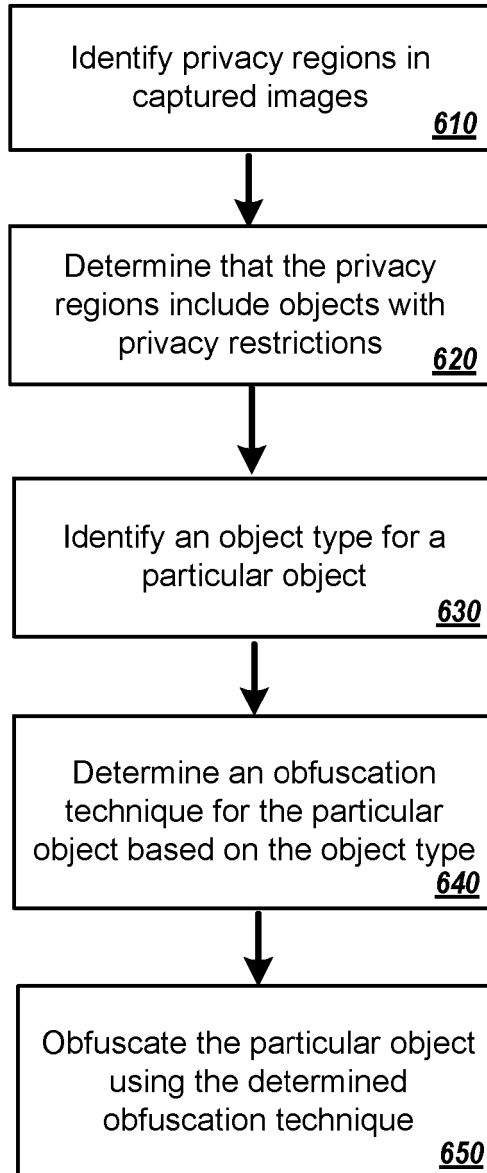 Identify privacy regions in
captured images
610
Determine that the privacy
regions include objects with
privacy restrictions
620
Identify an object type for a
particular object
630
Determine an obfuscation
technique for the particular
object based on the object type
640
Obfuscate the particular object
using the determined
obfuscation technique
650